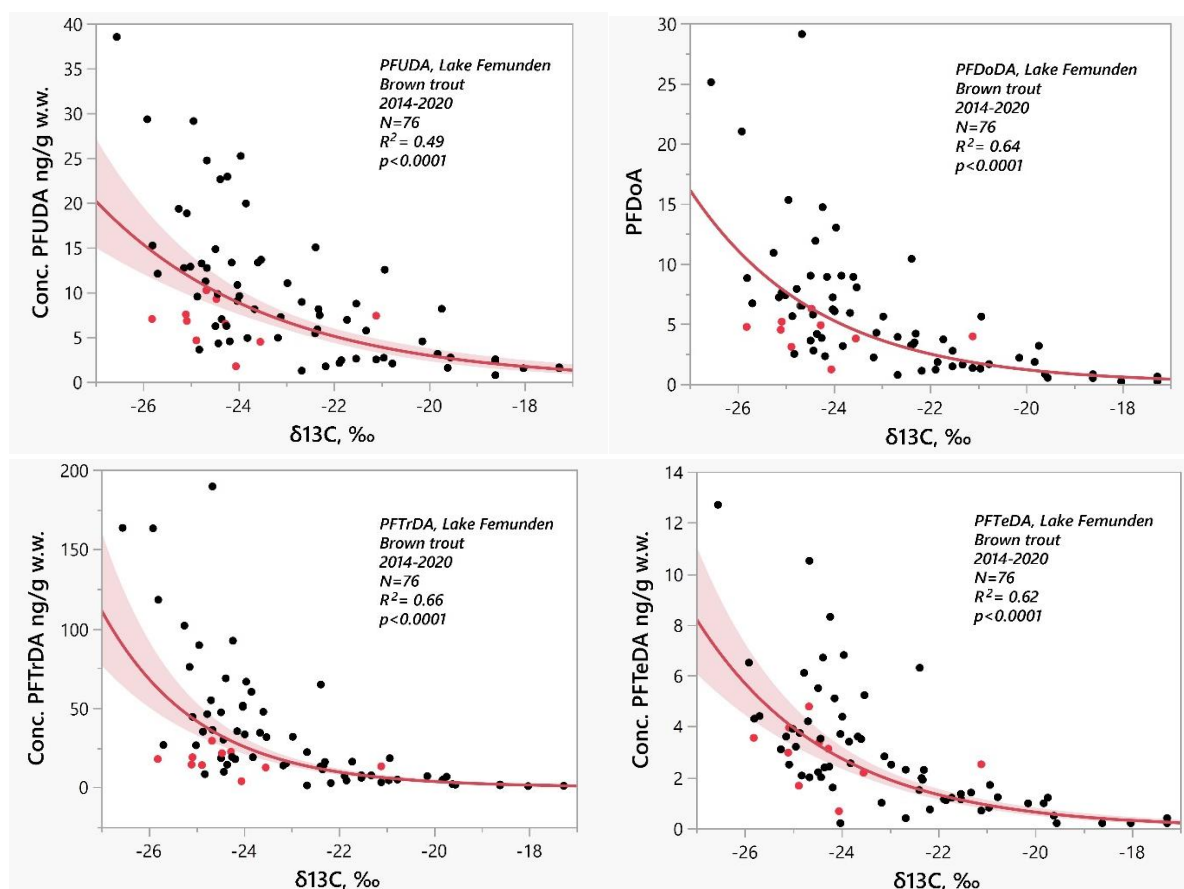 40
35
30
25
20
15
10
5
0
Conc. PFUDA ng/g w.w.
PFUDA, Lake Femunden
Brown trout
2014-2020
N=76
R² = 0.49
p<0.0001
-26 -24 -22 -20 -18
δ13C, ‰
30
25
20
15
10
5
0
PFDoA
PFDoDA, Lake Femunden
Brown trout
2014-2020
N=76
R² = 0.64
p<0.0001
-26 -24 -22 -20 -18
δ13C, ‰
200
150
100
50
0
Conc. PFTrDA ng/g w.w.
PFTrDA, Lake Femunden
Brown trout
2014-2020
N=76
R² = 0.66
p<0.0001
-26 -24 -22 -20 -18
δ13C, ‰
14
12
10
8
6
4
2
0
Conc. PFTeDA ng/g w.w.
PFTeDA, Lake Femunden
Brown trout
2014-2020
N=76
R² = 0.62
p<0.0001
-26 -24 -22 -20 -18
δ13C, ‰